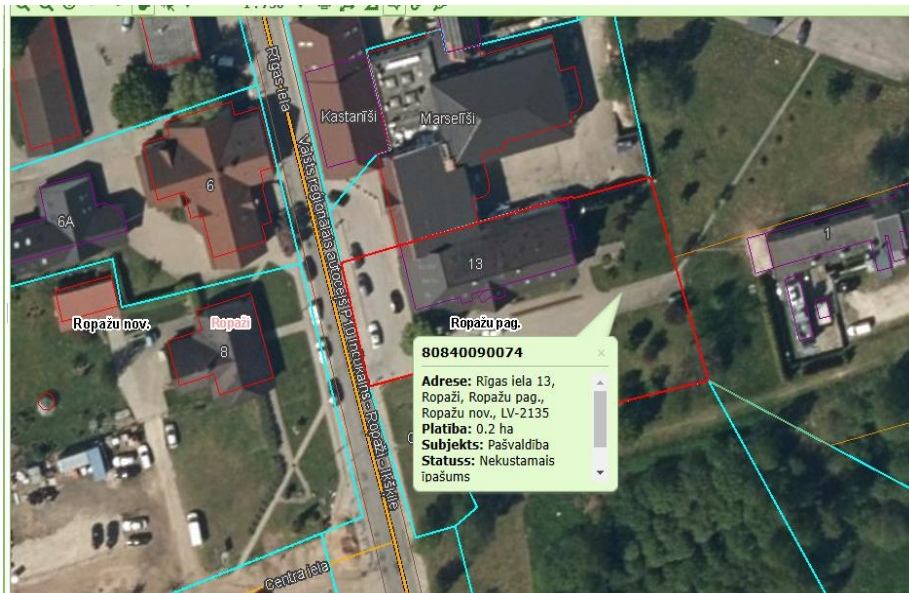 Rīgas iela
Kastanīši
Marselīši
6
6A
Valsts reģionālais autoceļš P10 Inčukalns - Ropaži - Ikšķile
13
1
Ropažu nov.
Ropaži
Ropažu pag.
8
80840090074
×
Adrese: Rīgas iela 13,
Ropaži, Ropažu pag.,
Ropažu nov., LV-2135
Platība: 0.2 ha
Subjekts: Pašvaldība
Statuss: Nekustamais
īpašums
Centra iela